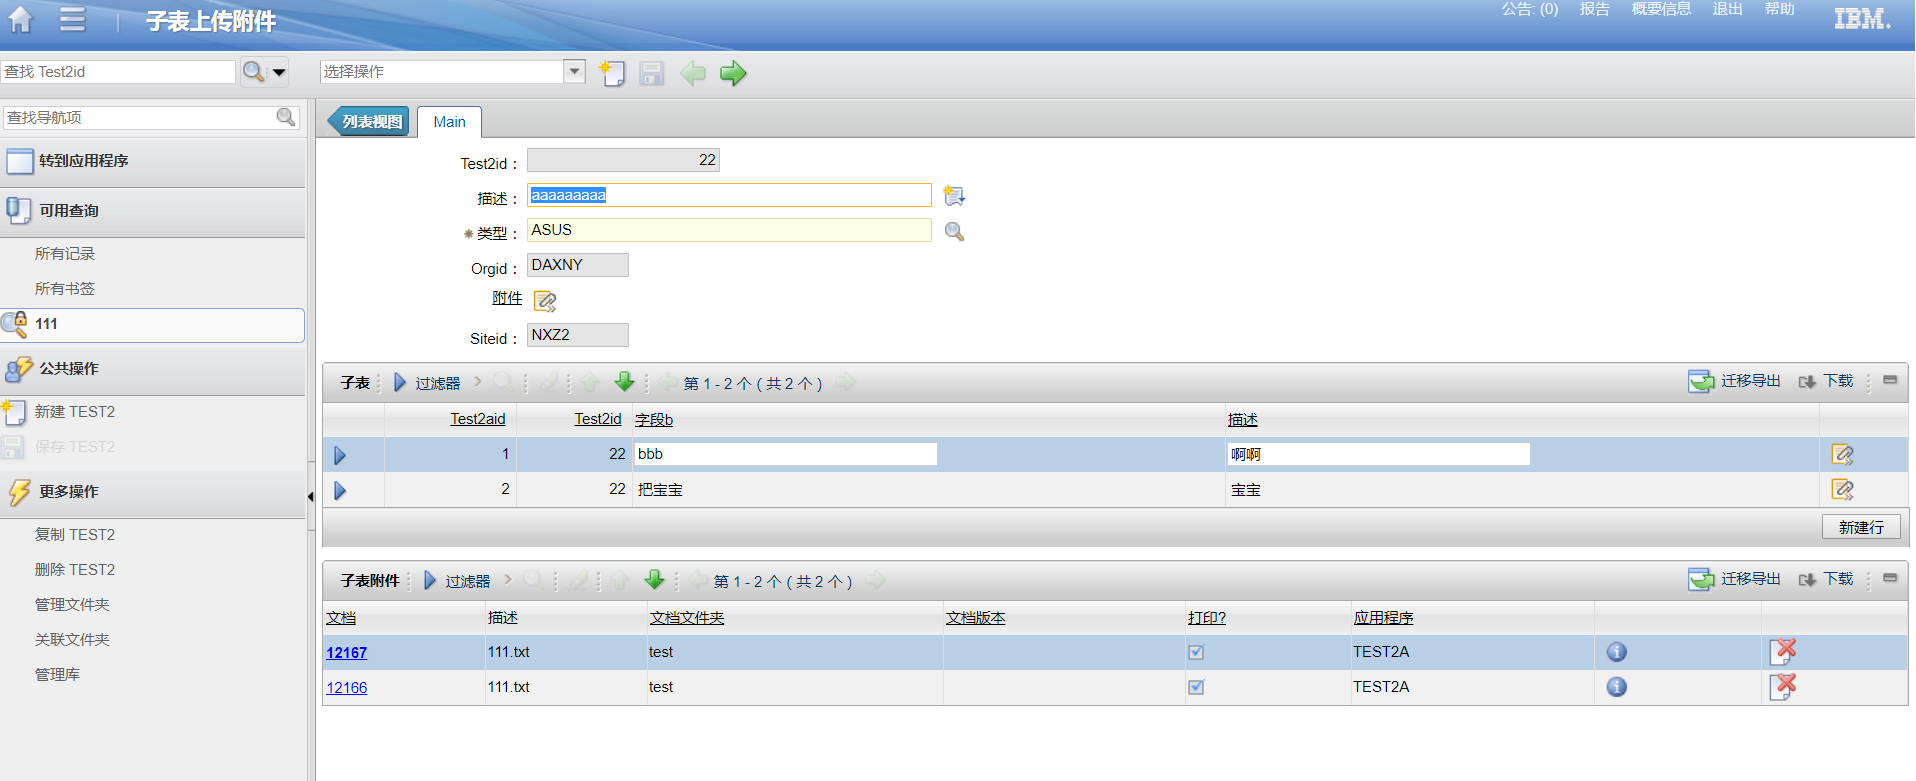 子表上传附件
公告: (0) 报告 概要信息 退出 帮助 IBM.
查找 Test2id 选择操作
查找导航项
转到应用程序
可用查询
所有记录
所有书签
111
公共操作
新建 TEST2
保存 TEST2
更多操作
复制 TEST2
删除 TEST2
管理文件夹
关联文件夹
管理库
列表视图 Main
Test2id： 22
描述： aaaaaaaaa
类型： ASUS
Orgid： DAXNY
附件
Siteid： NXZ2
子表 过滤器 第 1 - 2 个 ( 共 2 个 ) 迁移导出 下载
Test2aid Test2id 字段b 描述
1 22 bbb 啊啊
2 22 把宝宝 宝宝
新建行
子表附件 过滤器 第 1 - 2 个 ( 共 2 个 ) 迁移导出 下载
文档 描述 文档文件夹 文档版本 打印? 应用程序
12167 111.txt test TEST2A
12166 111.txt test TEST2A